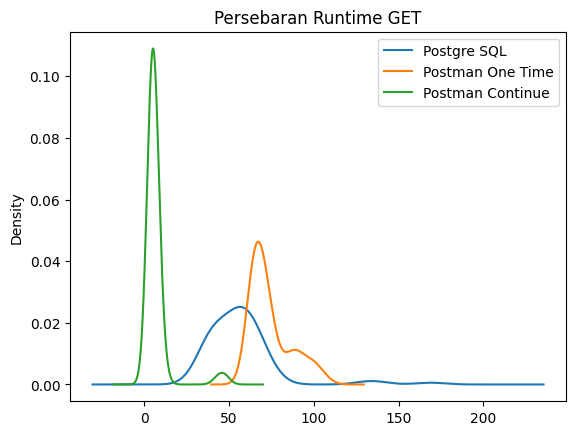 Persebaran Runtime GET
Postgre SQL
Postman One Time
Postman Continue
Density
0.10
0.08
0.06
0.04
0.02
0.00
0 50 100 150 200